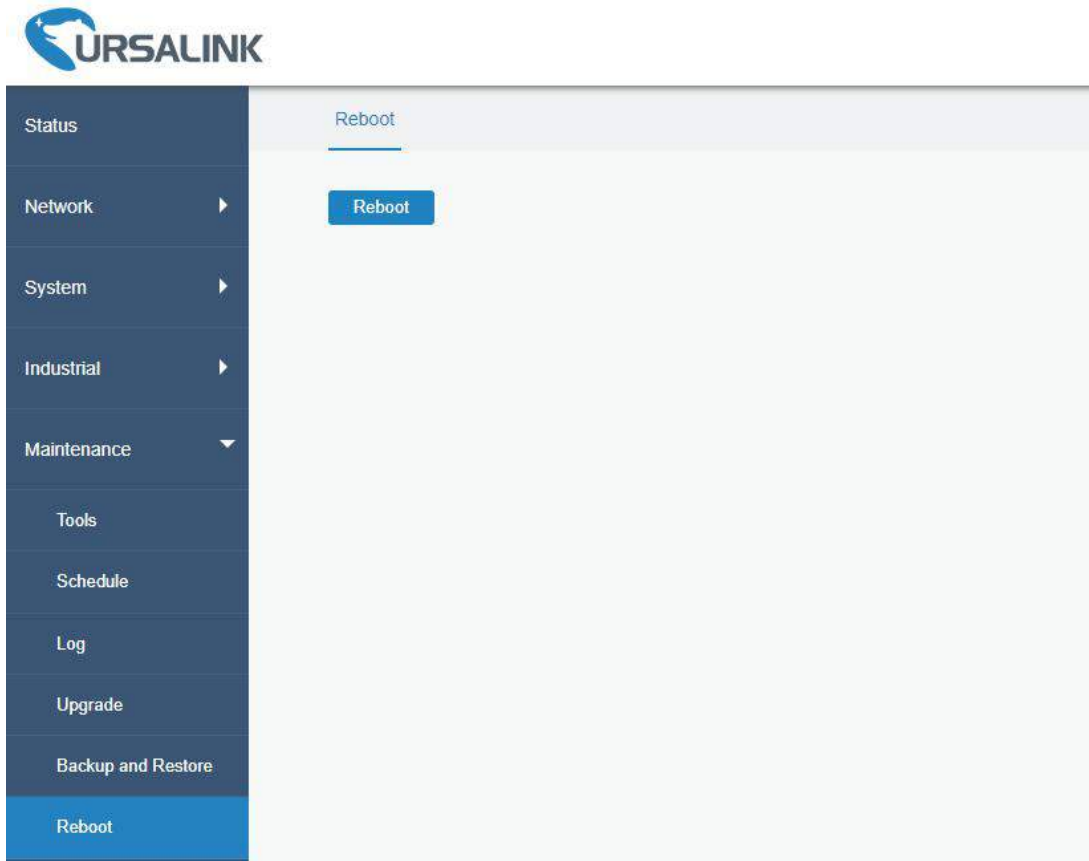 URSALINK
Status
Network
System
Industrial
Maintenance
Tools
Schedule
Log
Upgrade
Backup and Restore
Reboot
Reboot
Reboot